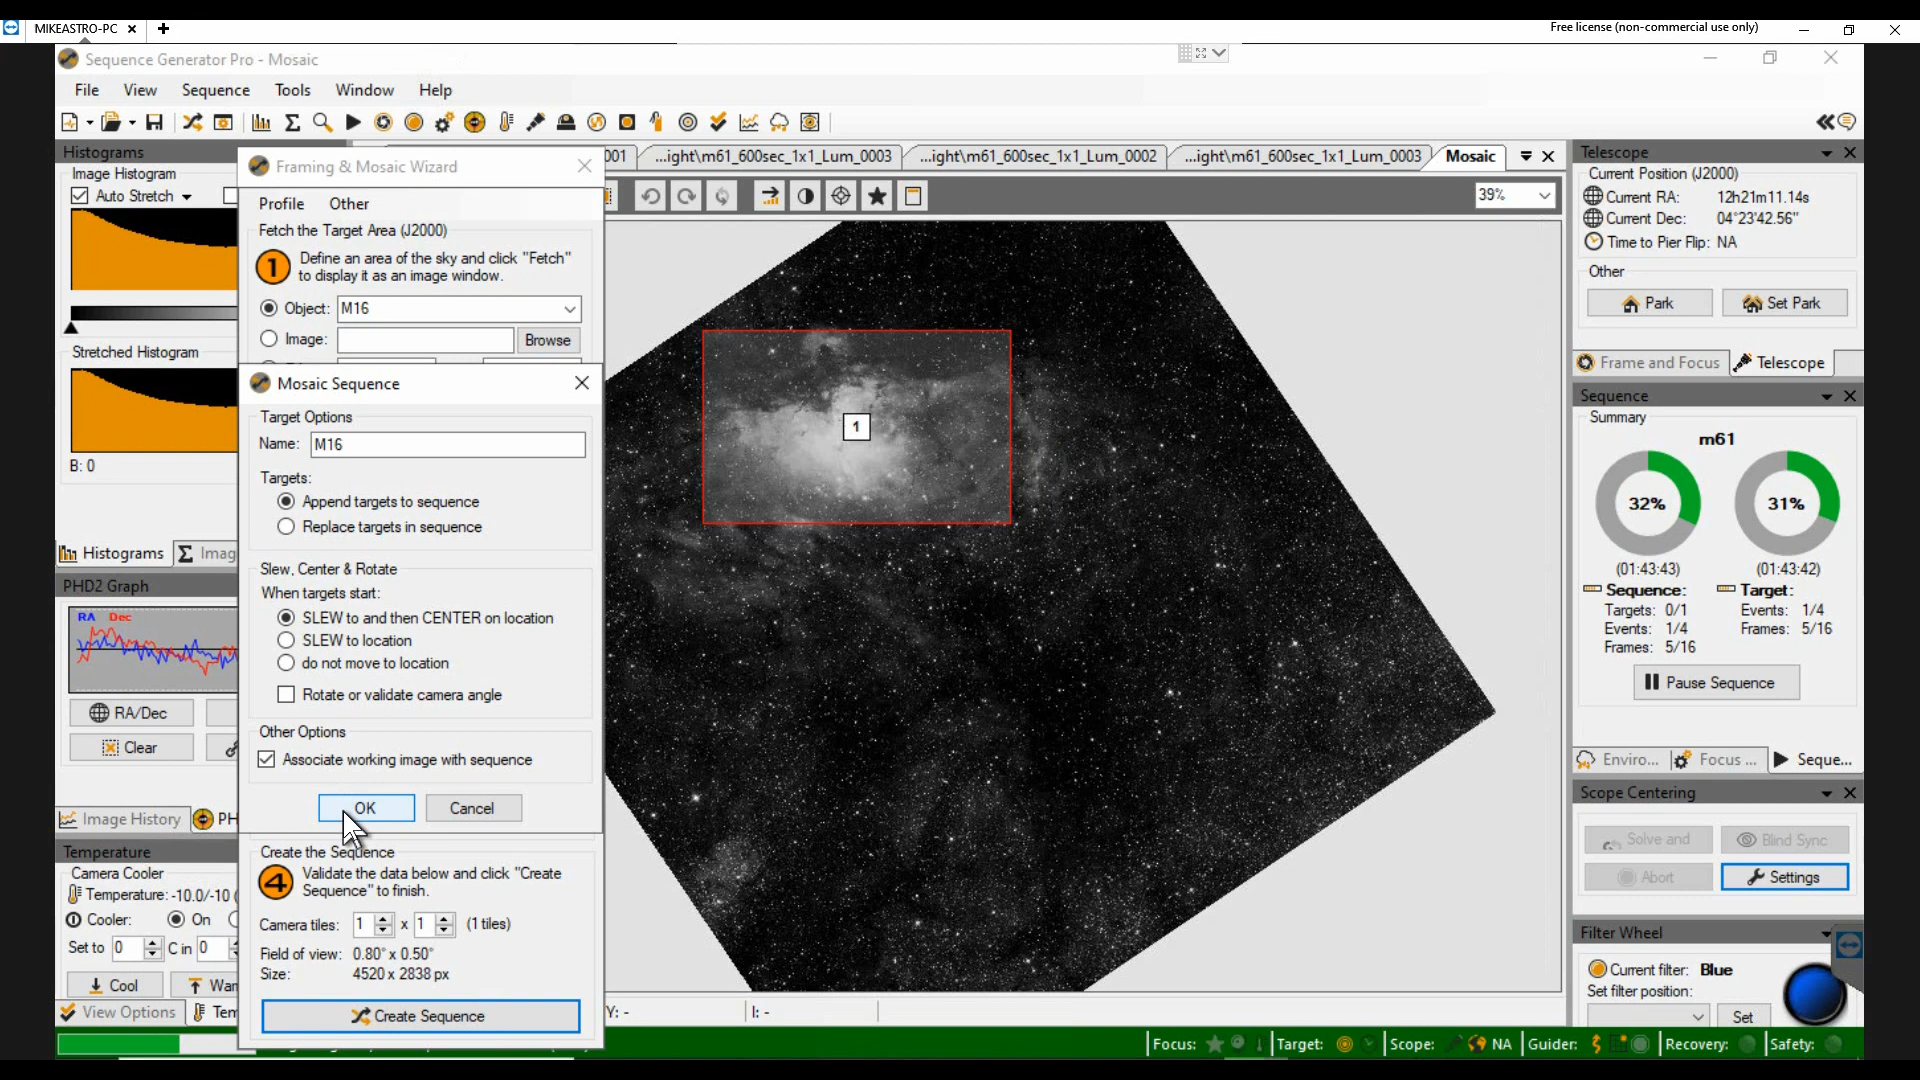 MIKEASTRO-PC
Free license (non-commercial use only)
Sequence Generator Pro - Mosaic
File View Sequence Tools Window Help
Histograms
Image Histogram
Auto Stretch
Stretched Histogram
B: 0
Histograms
PHD2 Graph
RA Dec
RA/Dec
Clear
Image History
Temperature
Camera Cooler
Temperature: -10.0/-10
Cooler: On
Set to 0 C in 0
Cool
View Options
Framing & Mosaic Wizard
Profile Other
Fetch the Target Area (J2000)
1
Define an area of the sky and click "Fetch"
to display it as an image window.
Object: M16
Image: Browse
Mosaic Sequence
Target Options
Name: M16
Targets:
Append targets to sequence
Replace targets in sequence
Slew, Center & Rotate
When targets start:
SLEW to and then CENTER on location
SLEW to location
do not move to location
Rotate or validate camera angle
Other Options
Associate working image with sequence
OK Cancel
Create the Sequence
4
Validate the data below and click "Create
Sequence" to finish.
Camera tiles: 1 x 1 (1 tiles)
Field of view: 0.80° x 0.50°
Size: 4520 x 2838 px
Create Sequence
001
...ight\m61_600sec_1x1_Lum_0003
...ight\m61_600sec_1x1_Lum_0002
...ight\m61_600sec_1x1_Lum_0003
Mosaic
39%
1
Y: - I: -
Telescope
Current Position (J2000)
Current RA: 12h21m11.14s
Current Dec: 04°23'42.56"
Time to Pier Flip: NA
Other
Park Set Park
Frame and Focus Telescope
Sequence
Summary
m61
32% 31%
(01:43:43) (01:43:42)
Sequence: Target:
Targets: 0/1 Events: 1/4
Events: 1/4 Frames: 5/16
Frames: 5/16
Pause Sequence
Enviro... Focus ... Seque...
Scope Centering
Solve and Blind Sync
Abort Settings
Filter Wheel
Current filter: Blue
Set filter position:
Set
Focus: Target: Scope: NA Guider: Recovery: Safety: